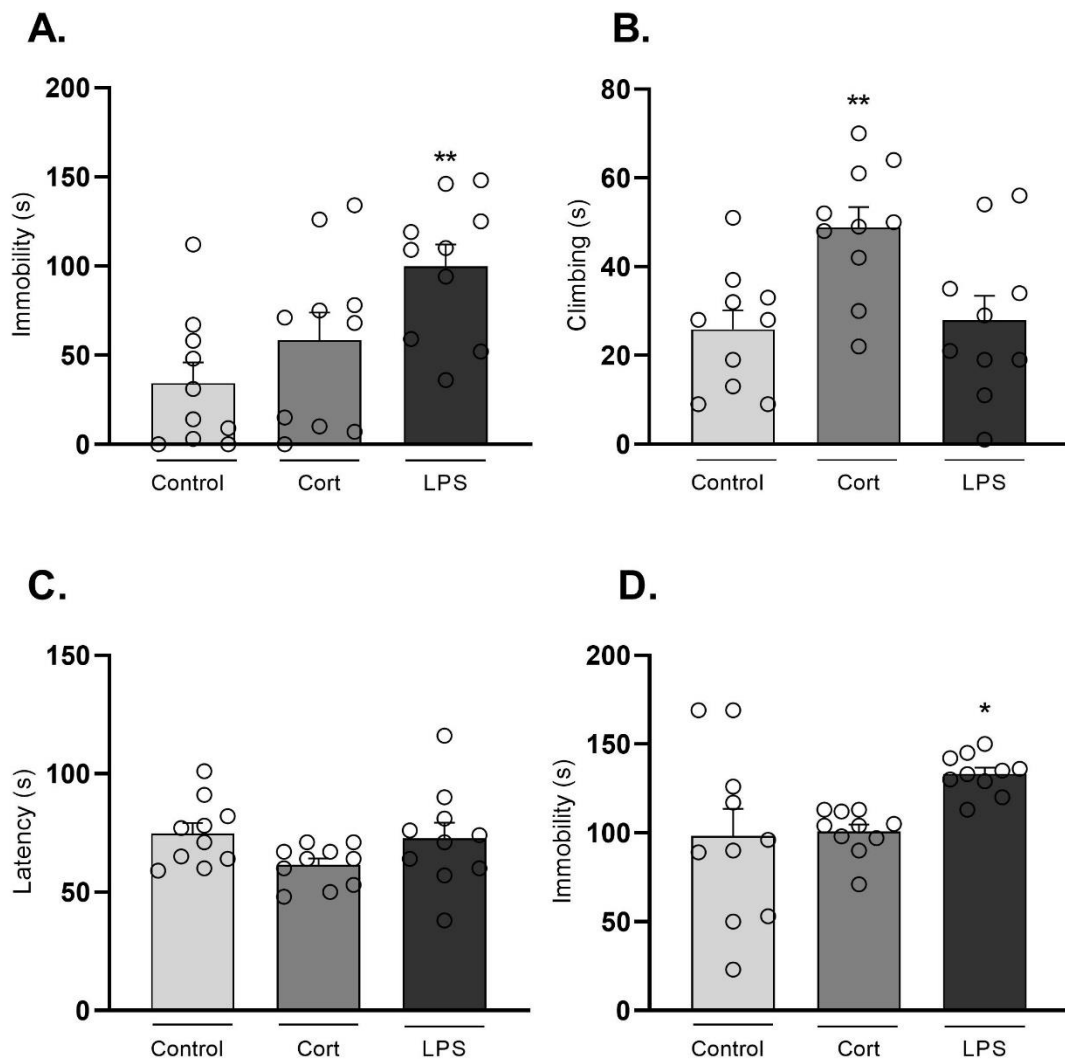 A.
200
150
100
50
0
Immobility (s)
**
Control Cort LPS
B.
80
60
40
20
0
Climbing (s)
**
Control Cort LPS
C.
150
100
50
0
Latency (s)
Control Cort LPS
D.
200
150
100
50
0
Immobility (s)
*
Control Cort LPS